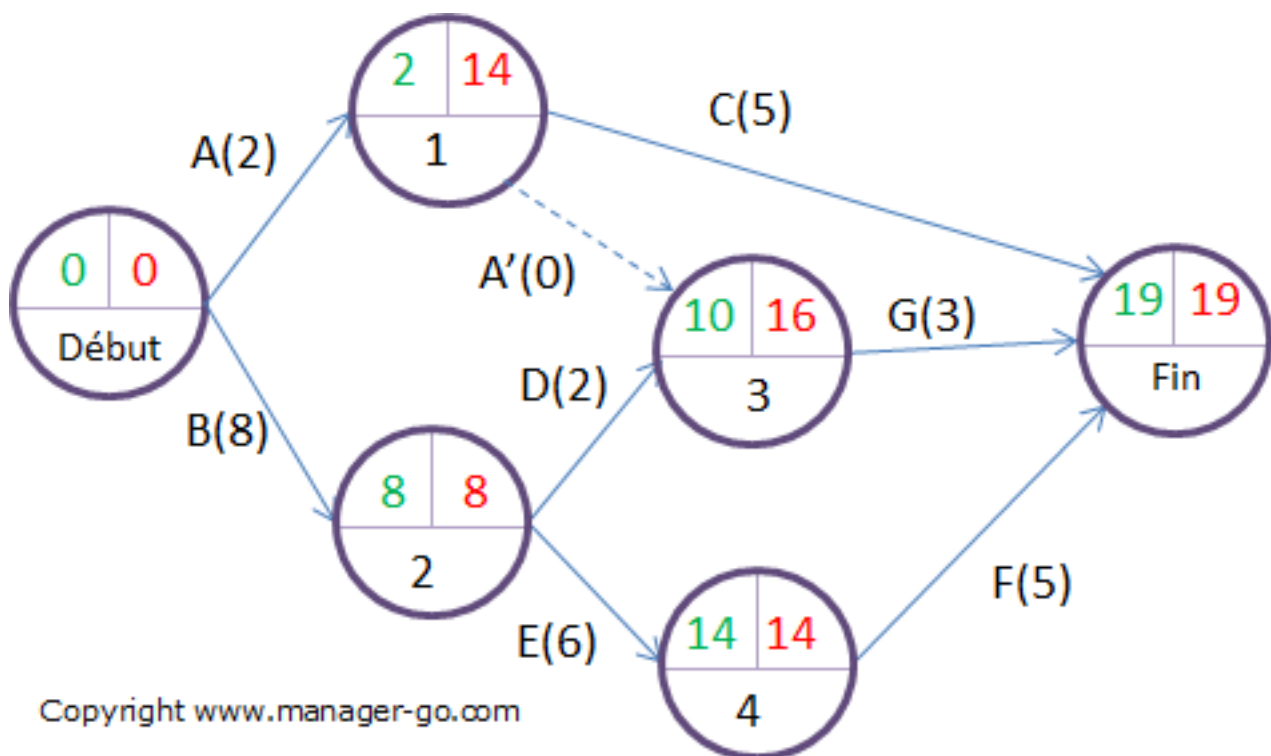 2 14
1
C(5)
A(2)
A'(0)
0 0
Début
10 16
3
G(3)
19 19
Fin
D(2)
B(8)
8 8
2
F(5)
E(6)
14 14
4
Copyright www.manager-go.com